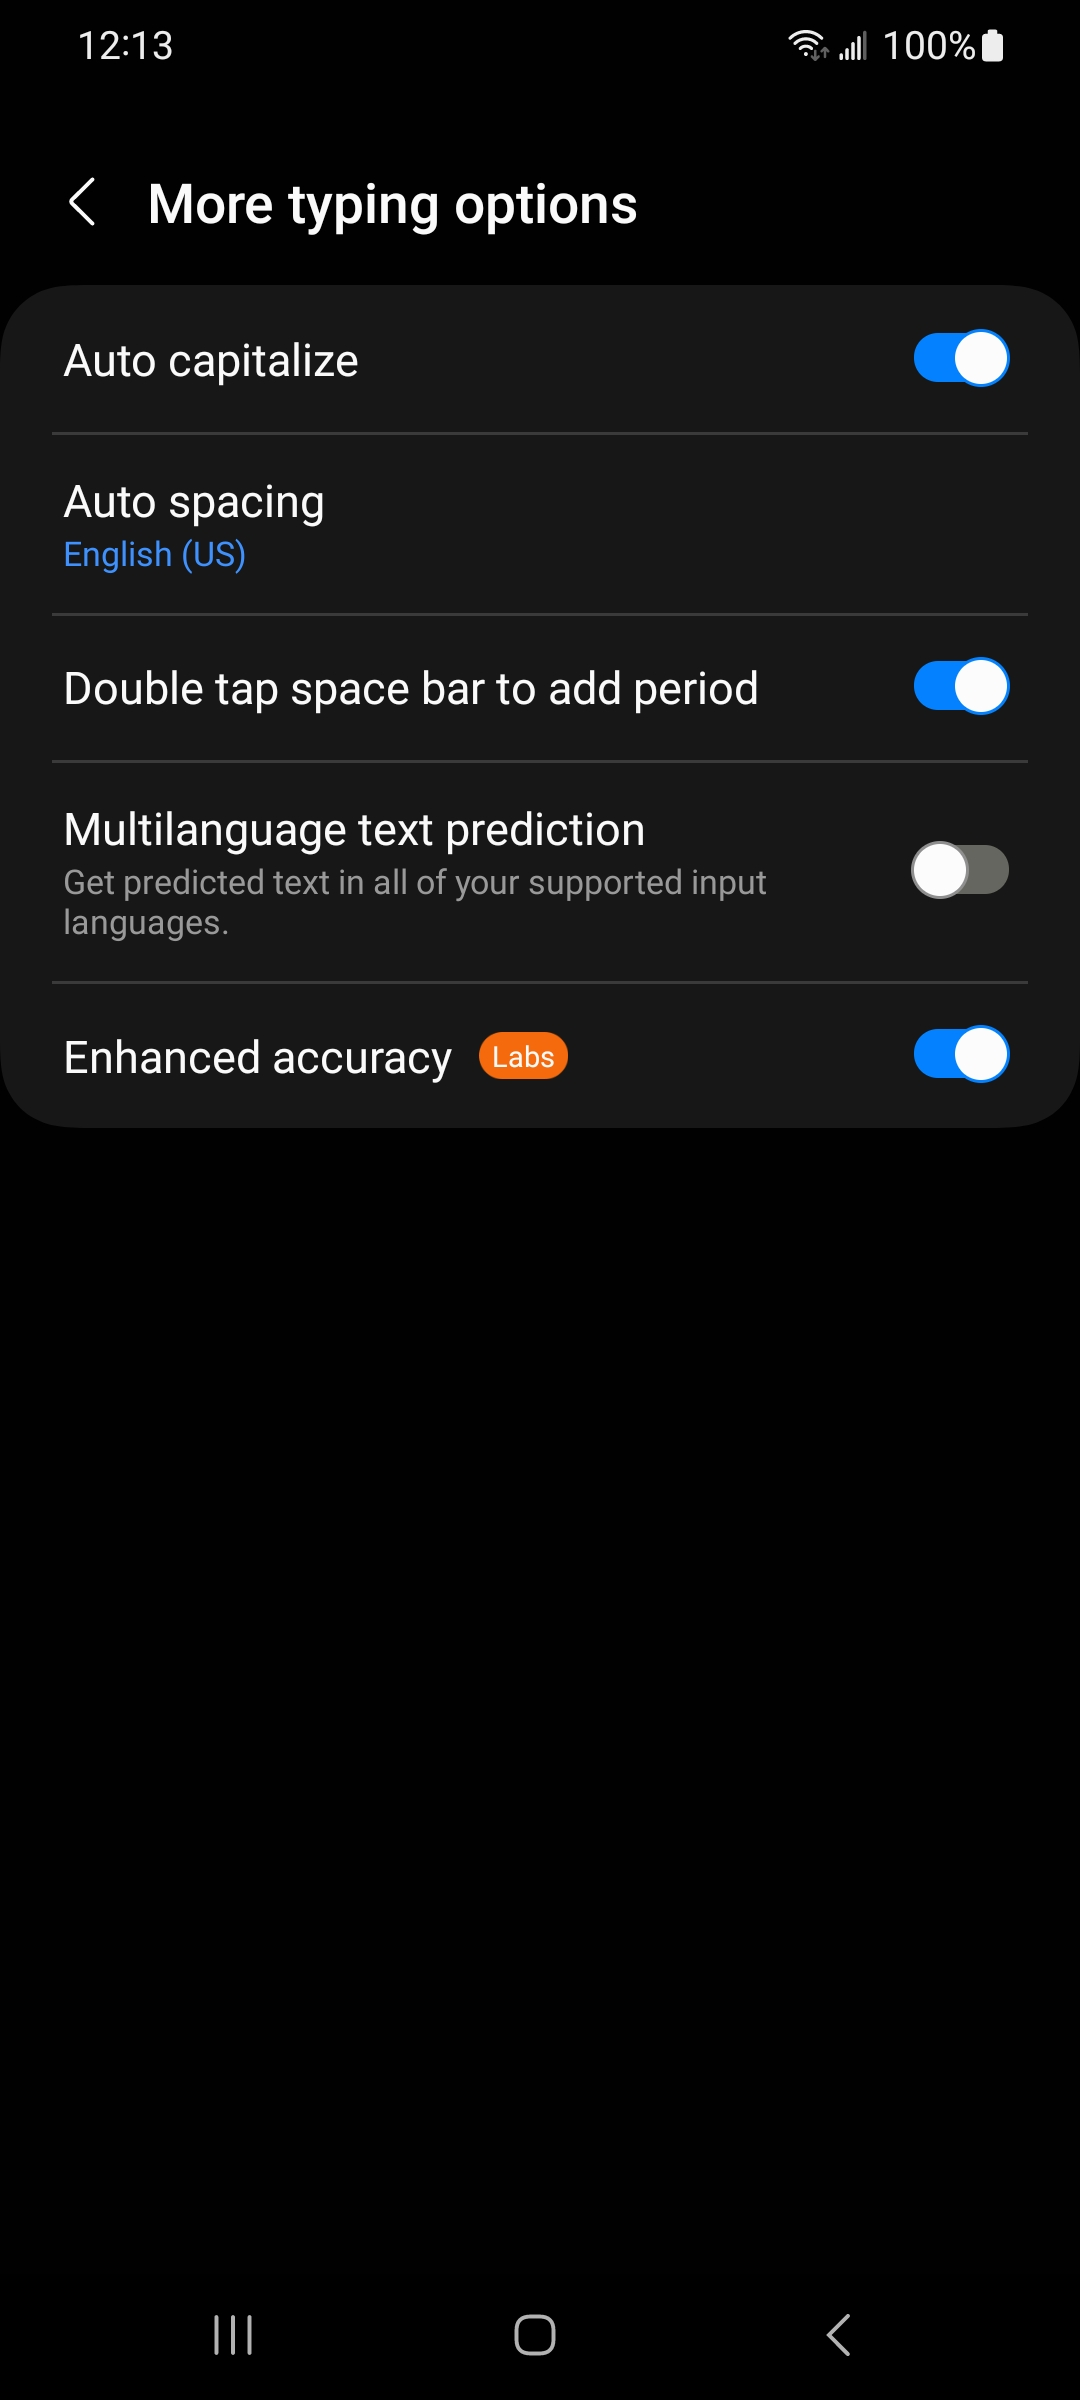 12:13
100%
More typing options
Auto capitalize
Auto spacing
English (US)
Double tap space bar to add period
Multilanguage text prediction
Get predicted text in all of your supported input
languages.
Enhanced accuracy Labs